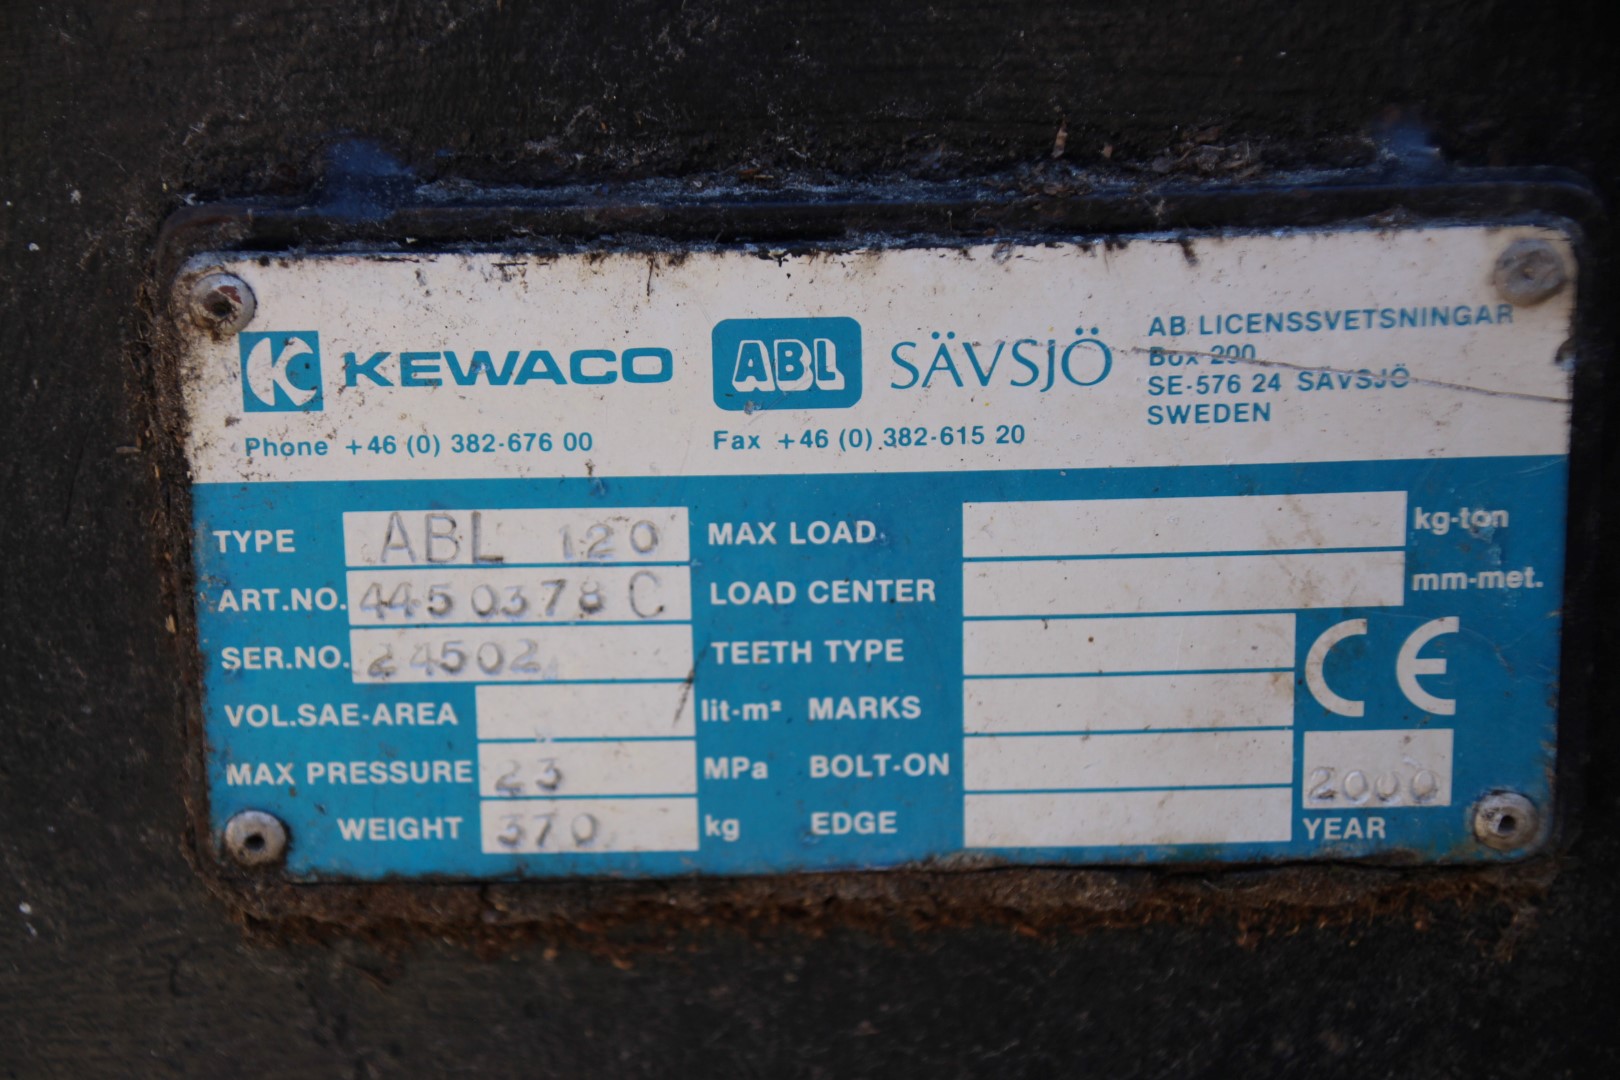 KEWACO ABL SÄVSJÖ
AB LICENSSVETSNINGAR
Box 200
SE-576 24 SÄVSJÖ
SWEDEN
Phone +46 (0) 382-676 00 Fax +46 (0) 382-615 20
TYPE ABL 120 MAX LOAD kg-ton
ART.NO. 4450378 C LOAD CENTER mm-met.
SER.NO. 24502 TEETH TYPE CE
VOL.SAE-AREA lit-m² MARKS
MAX PRESSURE 23 MPa BOLT-ON 2000
WEIGHT 370 kg EDGE YEAR